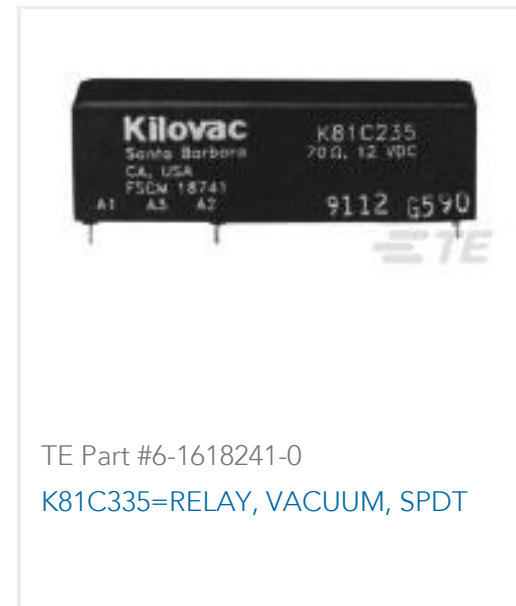 Kilovac
K81C235
Santa Barbara
70Ω, 12 VDC
CA, USA
FSCM 18741
A1 A3 A2
9112 G590
TE
TE Part #6-1618241-0
K81C335=RELAY, VACUUM, SPDT